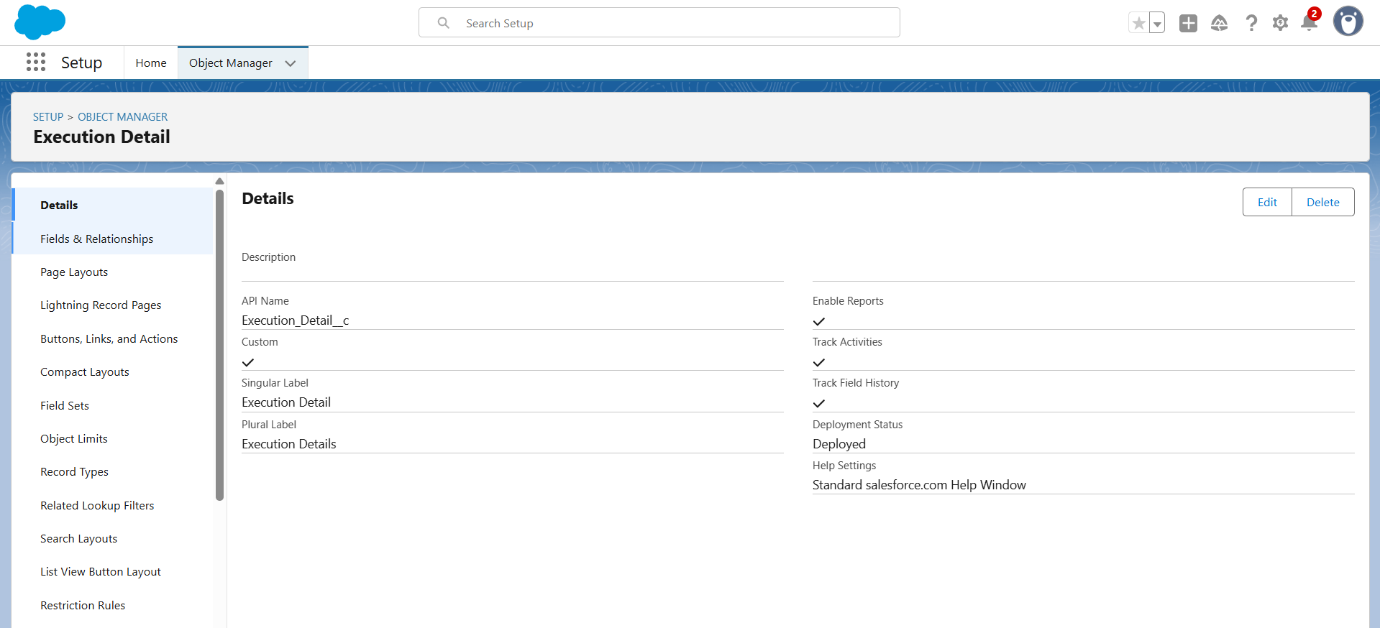 Search Setup
2
Setup
Home
Object Manager
SETUP > OBJECT MANAGER
Execution Detail
Details
Fields & Relationships
Page Layouts
Lightning Record Pages
Buttons, Links, and Actions
Compact Layouts
Field Sets
Object Limits
Record Types
Related Lookup Filters
Search Layouts
List View Button Layout
Restriction Rules
Details
Edit
Delete
Description
API Name
Execution_Detail__c
Custom
Singular Label
Execution Detail
Plural Label
Execution Details
Enable Reports
Track Activities
Track Field History
Deployment Status
Deployed
Help Settings
Standard salesforce.com Help Window